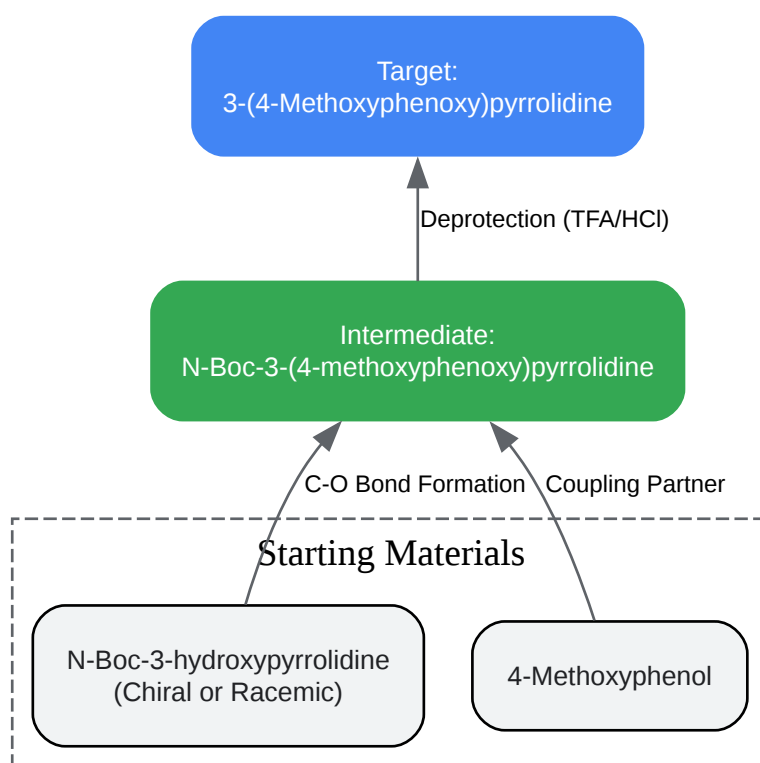 Target:
3-(4-Methoxyphenoxy)pyrrolidine
Deprotection (TFA/HCl)
Intermediate:
N-Boc-3-(4-methoxyphenoxy)pyrrolidine
C-O Bond Formation
Coupling Partner
Starting Materials
N-Boc-3-hydroxypyrrolidine
(Chiral or Racemic)
4-Methoxyphenol